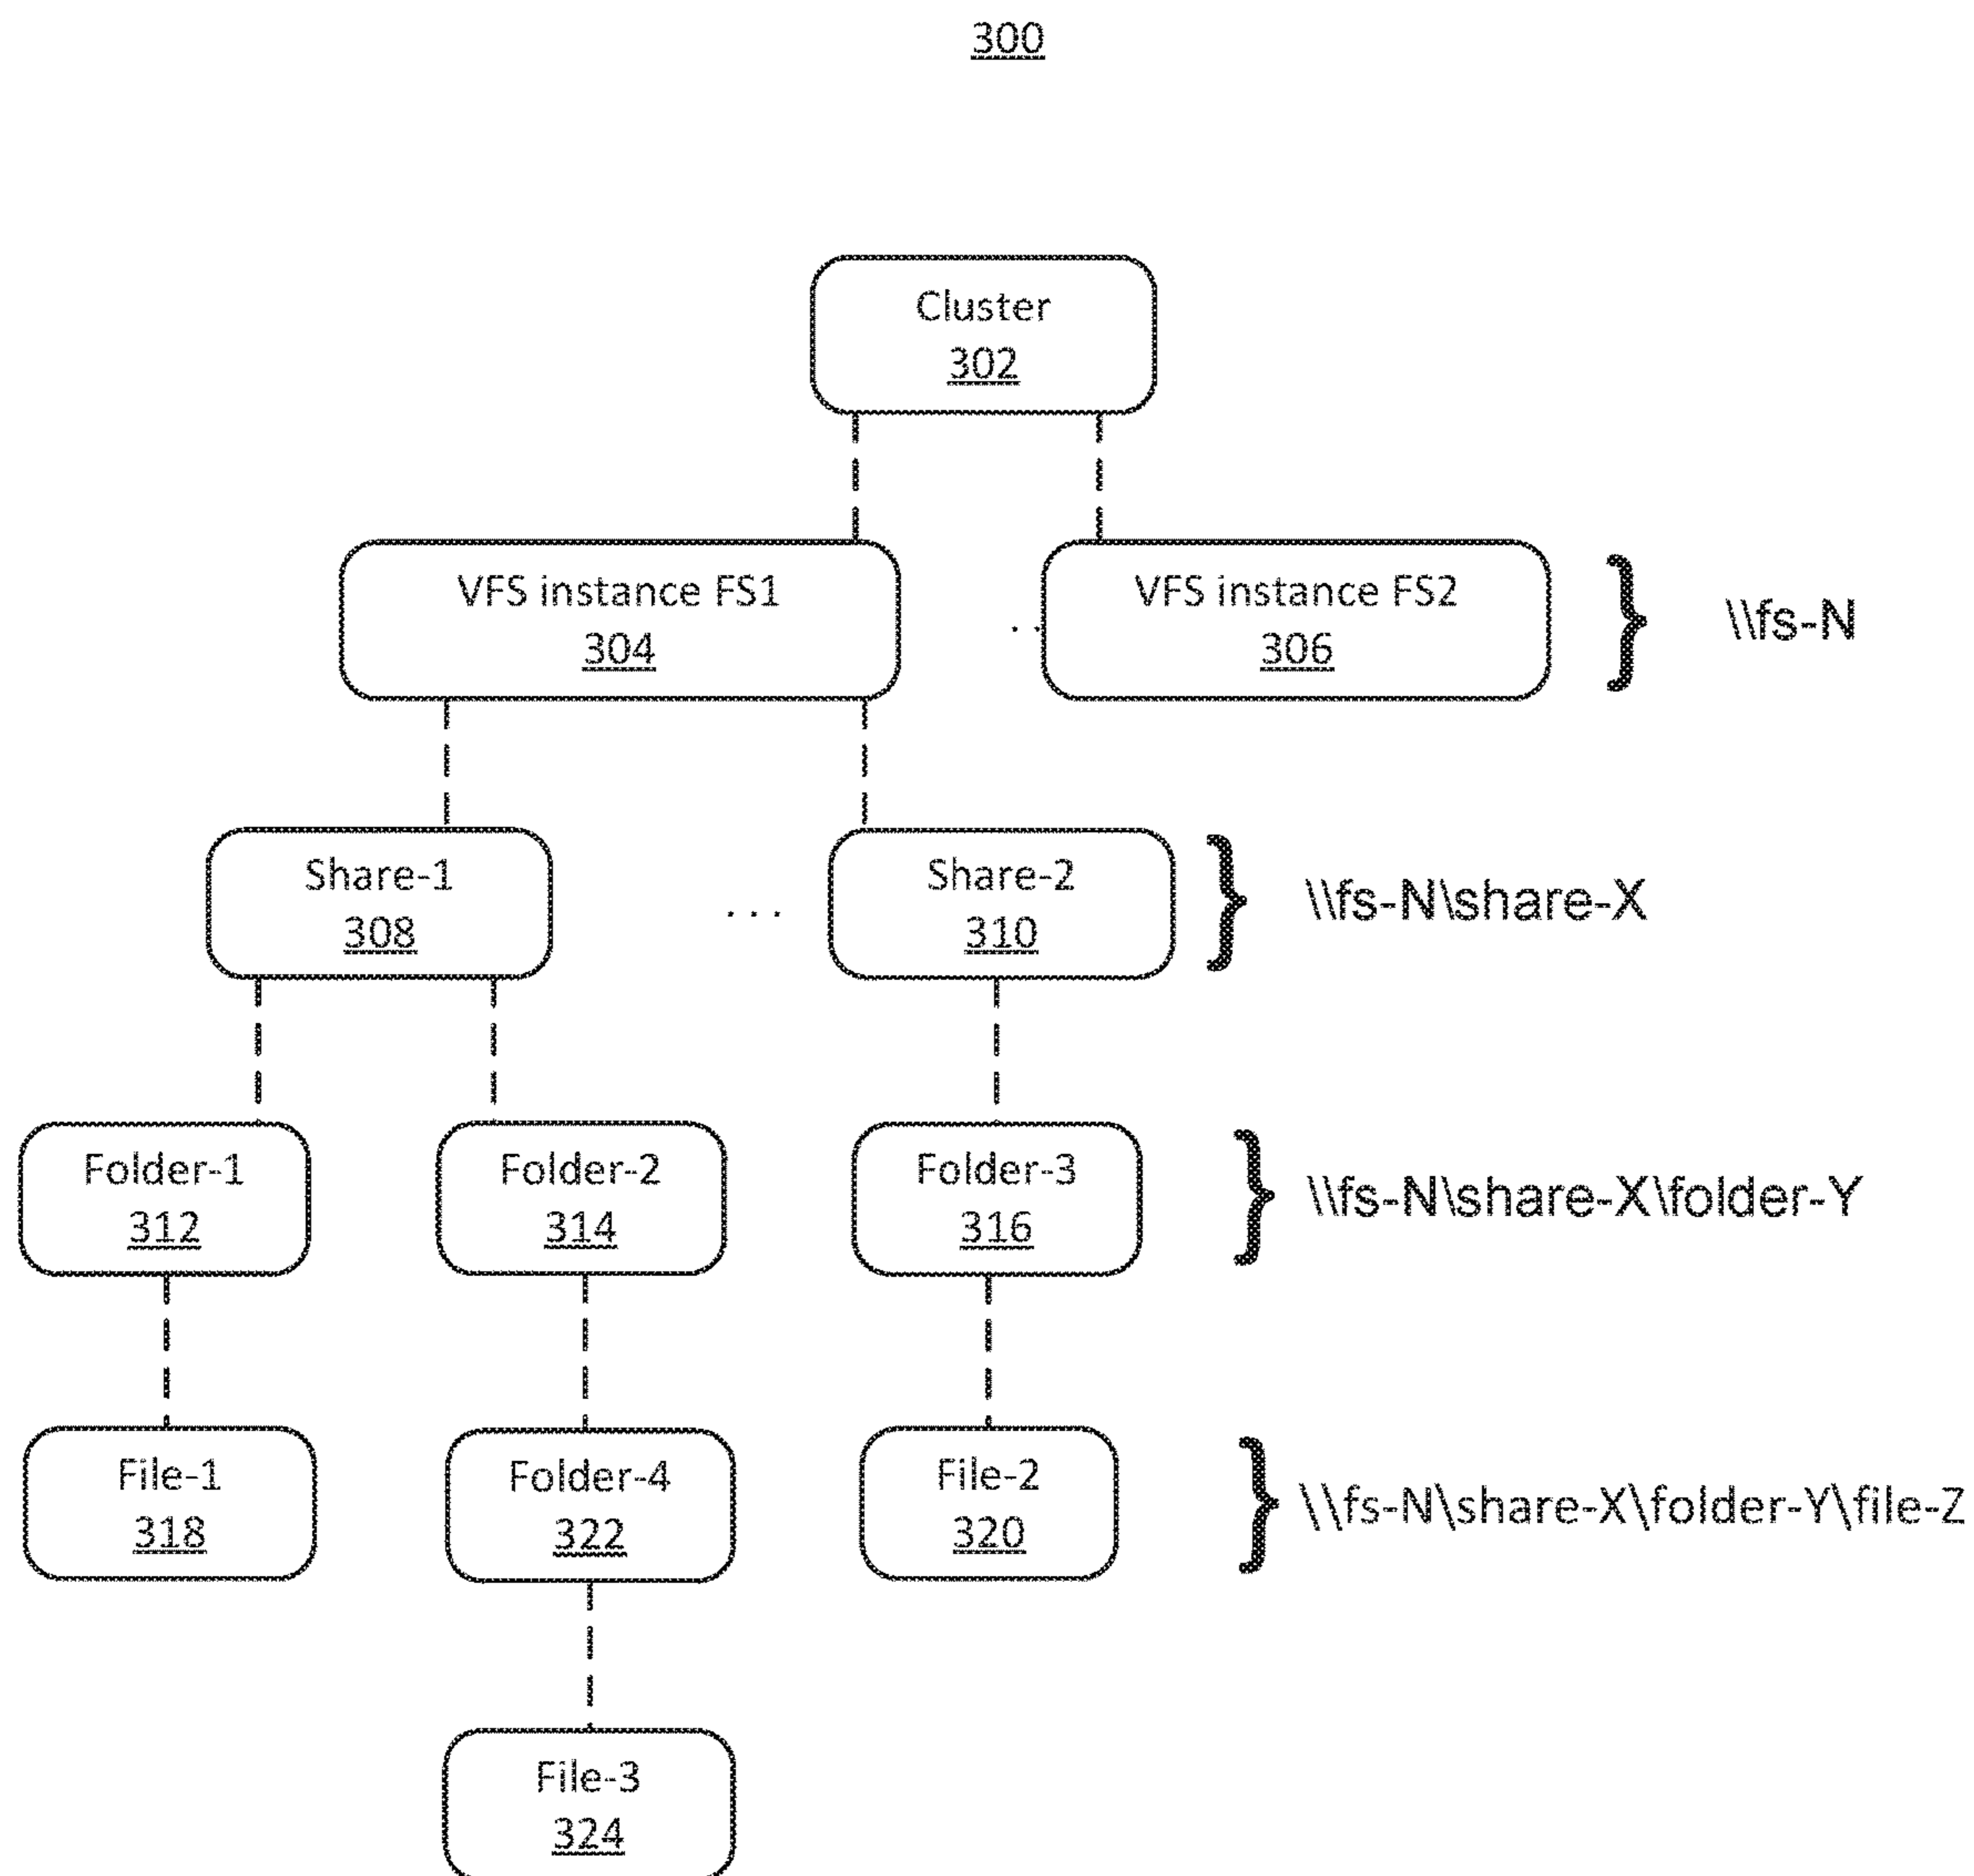 300
Cluster
302
VFS instance FS1
304
. .
VFS instance FS2
306
\\fs-N
Share-1
308
. . .
Share-2
310
\\fs-N\share-X
Folder-1
312
Folder-2
314
Folder-3
316
\\fs-N\share-X\folder-Y
File-1
318
Folder-4
322
File-2
320
\\fs-N\share-X\folder-Y\file-Z
File-3
324